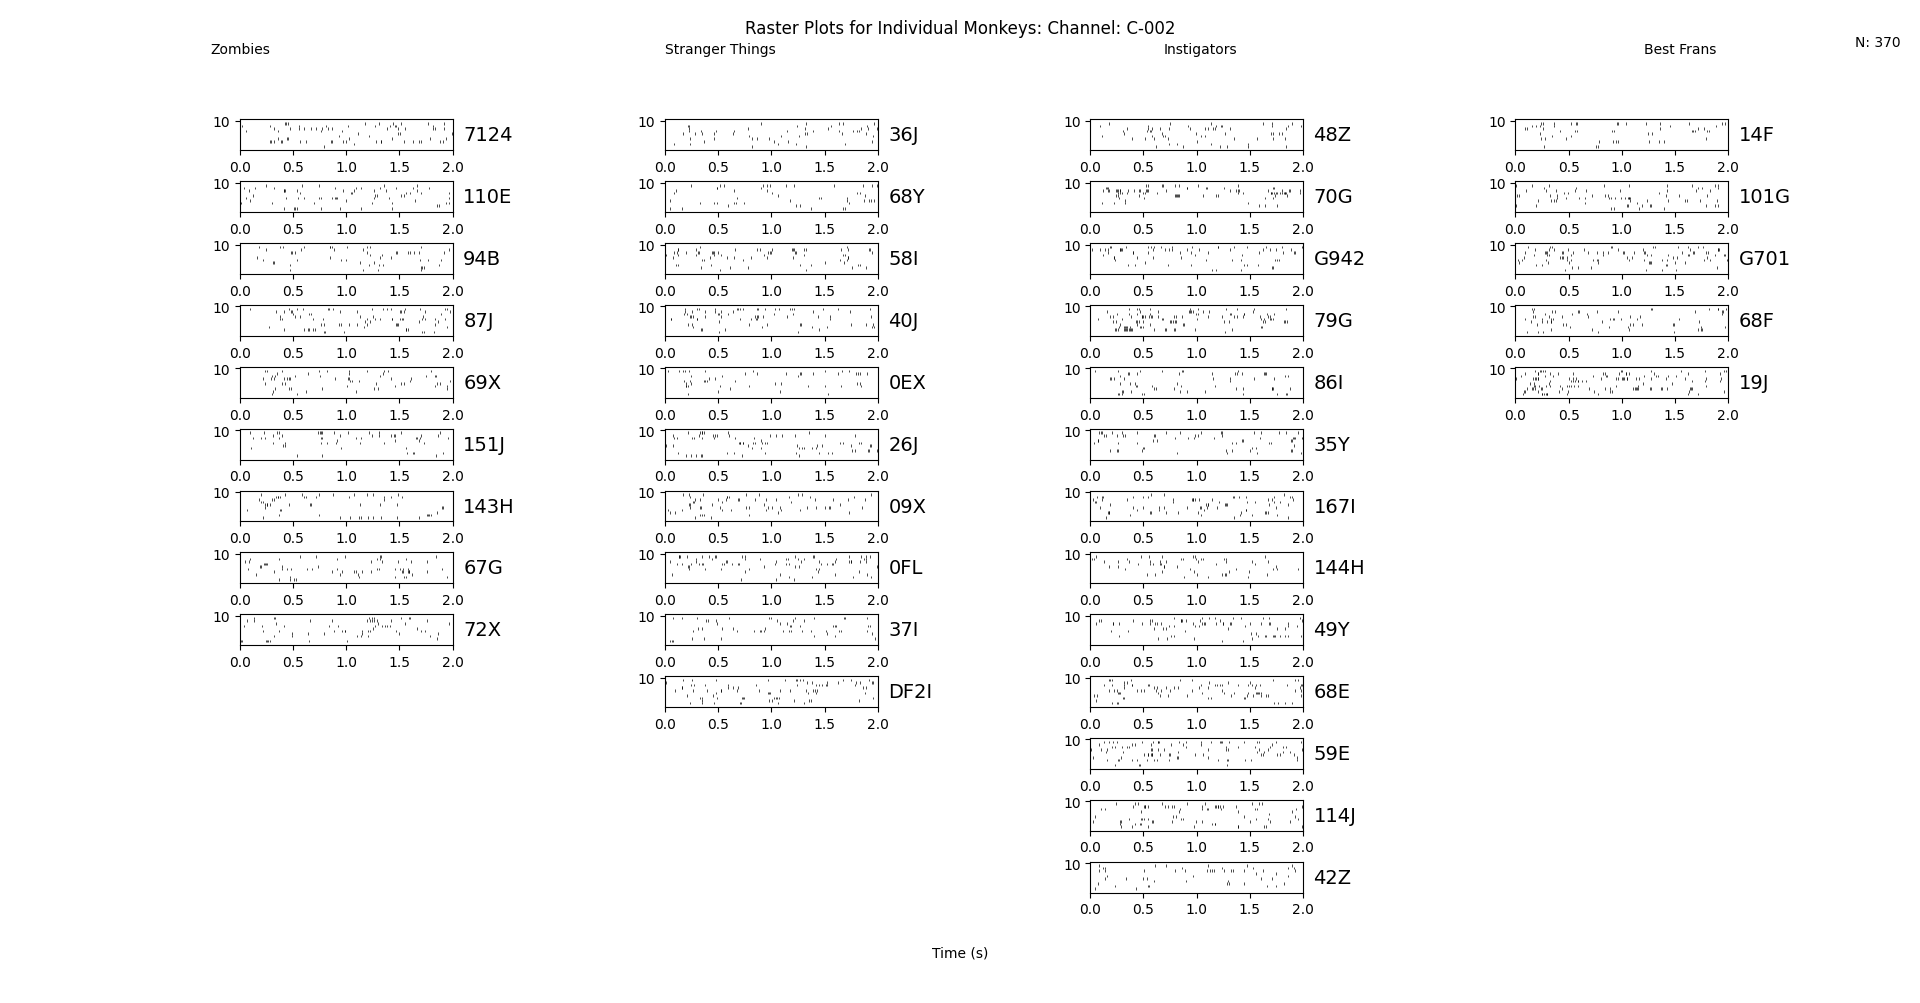 Raster Plots for Individual Monkeys: Channel: C-002
Zombies Stranger Things Instigators Best Frans N: 370
10 7124 10 36J 10 48Z 10 14F
0.0 0.5 1.0 1.5 2.0 0.0 0.5 1.0 1.5 2.0 0.0 0.5 1.0 1.5 2.0 0.0 0.5 1.0 1.5 2.0
10 110E 10 68Y 10 70G 10 101G
0.0 0.5 1.0 1.5 2.0 0.0 0.5 1.0 1.5 2.0 0.0 0.5 1.0 1.5 2.0 0.0 0.5 1.0 1.5 2.0
10 94B 10 58I 10 G942 10 G701
0.0 0.5 1.0 1.5 2.0 0.0 0.5 1.0 1.5 2.0 0.0 0.5 1.0 1.5 2.0 0.0 0.5 1.0 1.5 2.0
10 87J 10 40J 10 79G 10 68F
0.0 0.5 1.0 1.5 2.0 0.0 0.5 1.0 1.5 2.0 0.0 0.5 1.0 1.5 2.0 0.0 0.5 1.0 1.5 2.0
10 69X 10 0EX 10 86I 10 19J
0.0 0.5 1.0 1.5 2.0 0.0 0.5 1.0 1.5 2.0 0.0 0.5 1.0 1.5 2.0 0.0 0.5 1.0 1.5 2.0
10 151J 10 26J 10 35Y
0.0 0.5 1.0 1.5 2.0 0.0 0.5 1.0 1.5 2.0 0.0 0.5 1.0 1.5 2.0
10 143H 10 09X 10 167I
0.0 0.5 1.0 1.5 2.0 0.0 0.5 1.0 1.5 2.0 0.0 0.5 1.0 1.5 2.0
10 67G 10 0FL 10 144H
0.0 0.5 1.0 1.5 2.0 0.0 0.5 1.0 1.5 2.0 0.0 0.5 1.0 1.5 2.0
10 72X 10 37I 10 49Y
0.0 0.5 1.0 1.5 2.0 0.0 0.5 1.0 1.5 2.0 0.0 0.5 1.0 1.5 2.0
10 DF2I 10 68E
0.0 0.5 1.0 1.5 2.0 0.0 0.5 1.0 1.5 2.0
10 59E
0.0 0.5 1.0 1.5 2.0
10 114J
0.0 0.5 1.0 1.5 2.0
10 42Z
0.0 0.5 1.0 1.5 2.0
Time (s)